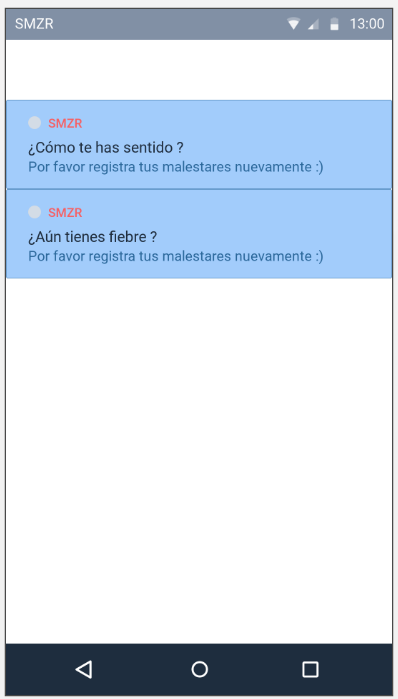 SMZR 13:00
SMZR
¿Cómo te has sentido ?
Por favor registra tus malestares nuevamente :)
SMZR
¿Aún tienes fiebre ?
Por favor registra tus malestares nuevamente :)